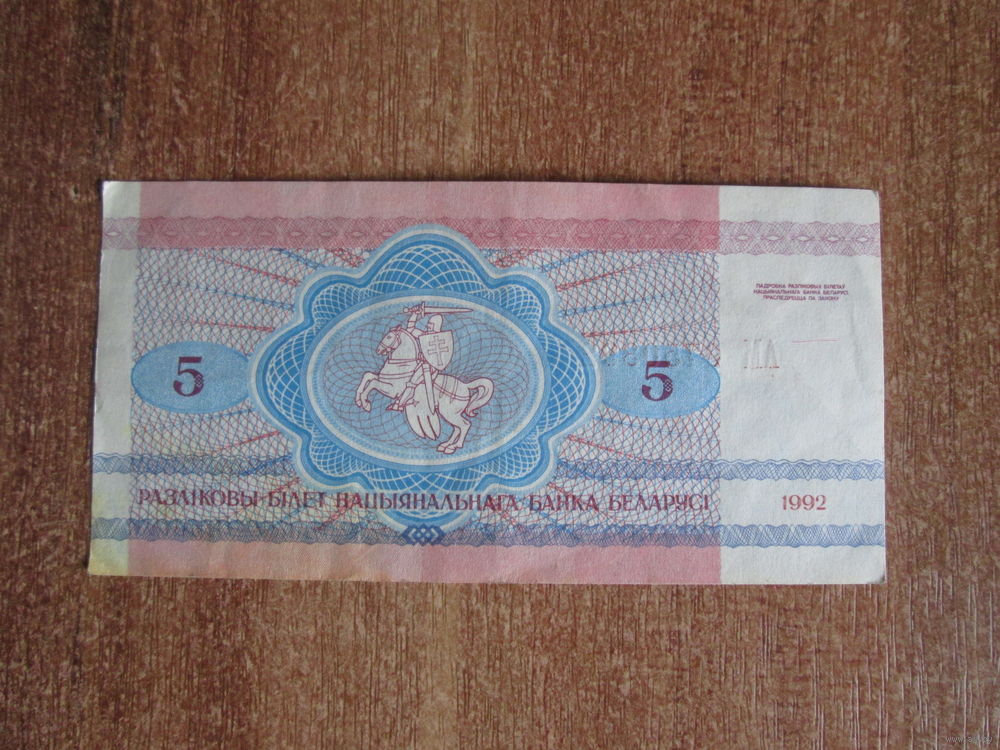 ПАДРОБКА РАЗЛІКОВЫХ БІЛЕТАЎ
НАЦЫЯНАЛЬНАГА БАНКА БЕЛАРУСІ
ПРАСЛЕДУЕЦЦА ПА ЗАКОНУ
5
5
РАЗЛІКОВЫ БІЛЕТ НАЦЫЯНАЛЬНАГА БАНКА БЕЛАРУСІ
1992